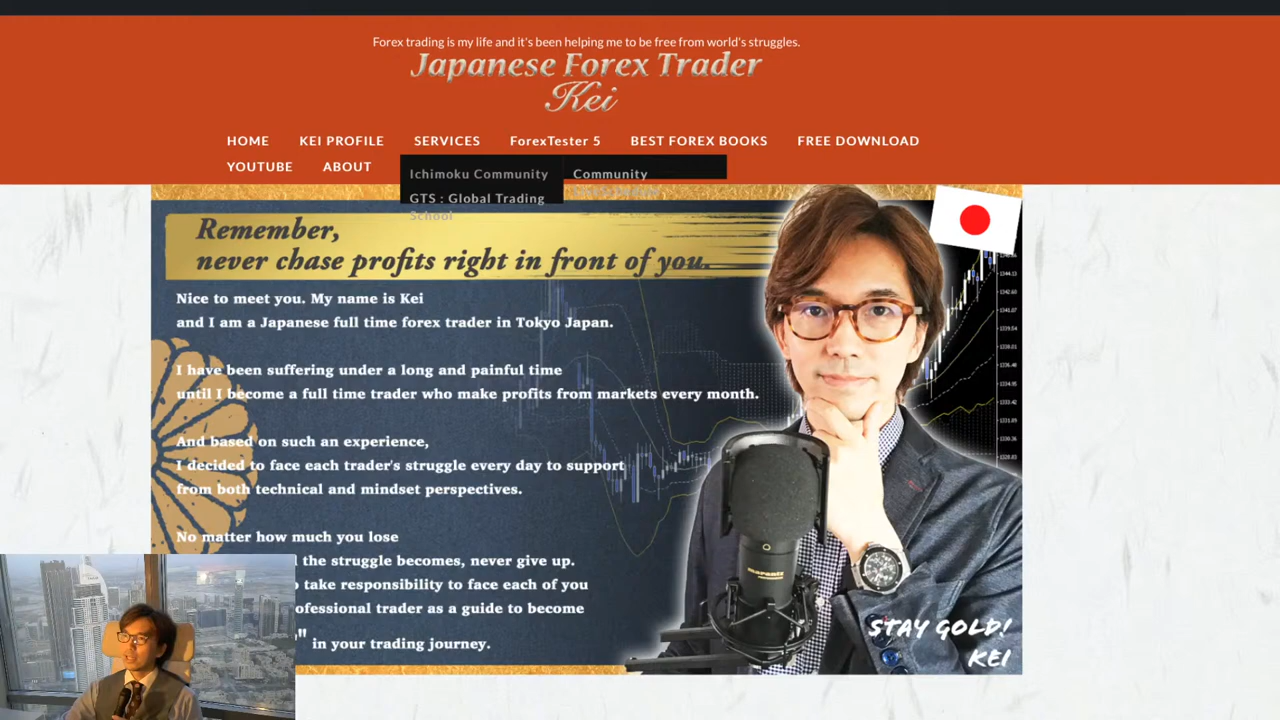 Forex trading is my life and it's been helping me to be free from world's struggles.
Japanese Forex Trader
Kei
HOME KEI PROFILE SERVICES ForexTester 5 BEST FOREX BOOKS FREE DOWNLOAD
YOUTUBE ABOUT
Ichimoku Community Community
GTS : Global Trading
School
Remember,
never chase profits right in front of you.
Nice to meet you. My name is Kei
and I am a Japanese full time forex trader in Tokyo Japan.
I have been suffering under a long and painful time
until I become a full time trader who make profits from markets every month.
And based on such an experience,
I decided to face each trader's struggle every day to support
from both technical and mindset perspectives.
No matter how much you lose
the struggle becomes, never give up.
take responsibility to face each of you
ofessional trader as a guide to become
" in your trading journey.
marantz
STAY GOLD!
KEI